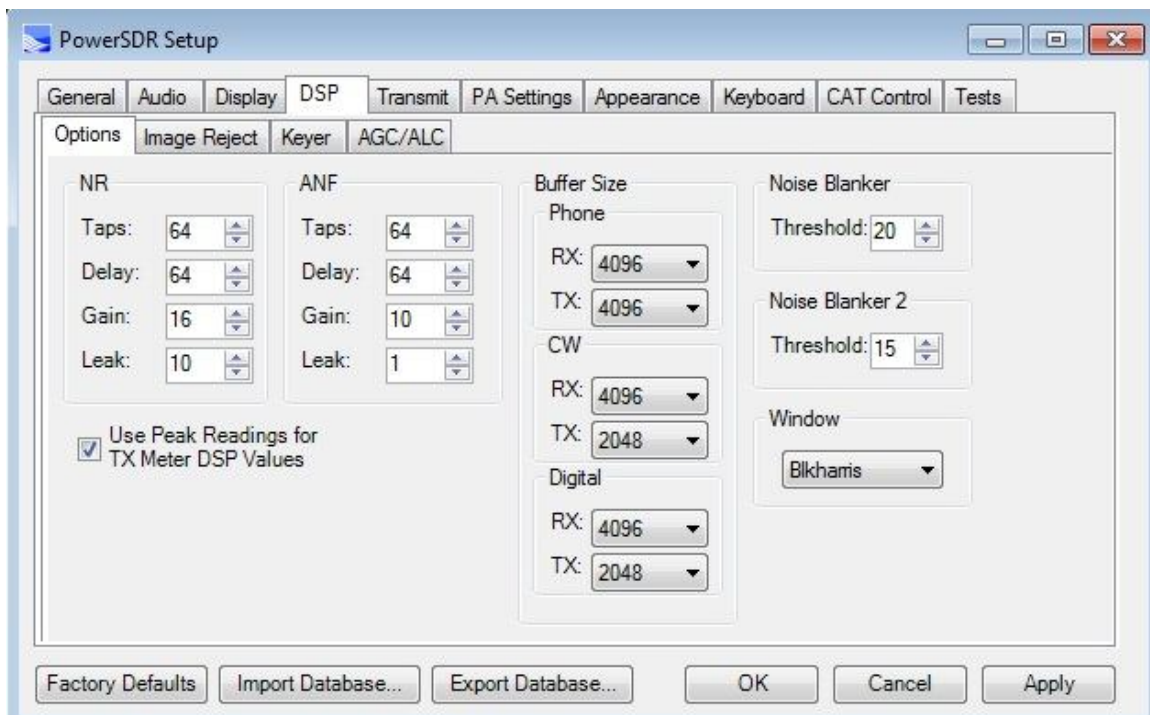 PowerSDR Setup
General Audio Display DSP Transmit PA Settings Appearance Keyboard CAT Control Tests
Options Image Reject Keyer AGC/ALC
NR
Taps: 64
Delay: 64
Gain: 16
Leak: 10
ANF
Taps: 64
Delay: 64
Gain: 10
Leak: 1
Use Peak Readings for
TX Meter DSP Values
Buffer Size
Phone
RX: 4096
TX: 4096
CW
RX: 4096
TX: 2048
Digital
RX: 4096
TX: 2048
Noise Blanker
Threshold: 20
Noise Blanker 2
Threshold: 15
Window
Blkharris
Factory Defaults Import Database... Export Database... OK Cancel Apply